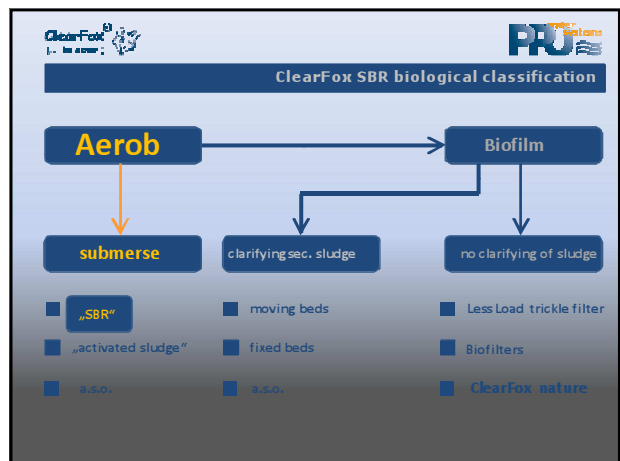 ClearFox®
PPU water systems
ClearFox SBR biological classification
Aerob
Biofilm
submerse
clarifying sec. sludge
no clarifying of sludge
„SBR“
moving beds
Less Load trickle filter
„activated sludge“
fixed beds
Biofilters
a.s.o.
a.s.o.
ClearFox nature